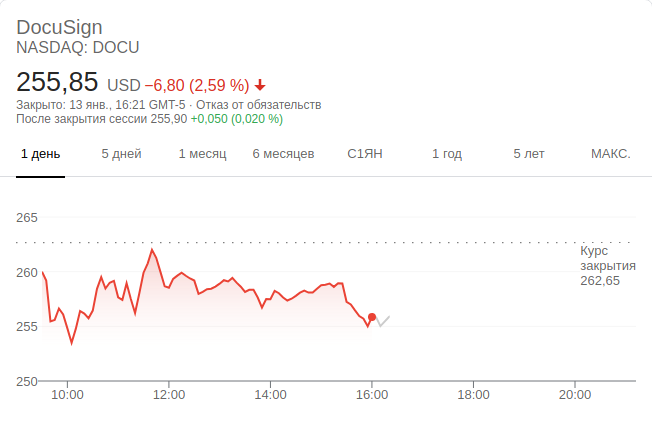 DocuSign
NASDAQ: DOCU
255,85 USD −6,80 (2,59 %)
Закрыто: 13 янв., 16:21 GMT-5 · Отказ от обязательств
После закрытия сессии 255,90 +0,050 (0,020 %)
1 день 5 дней 1 месяц 6 месяцев С1ЯН 1 год 5 лет МАКС.
265
Курс
закрытия
262,65
260
255
250
10:00 12:00 14:00 16:00 18:00 20:00